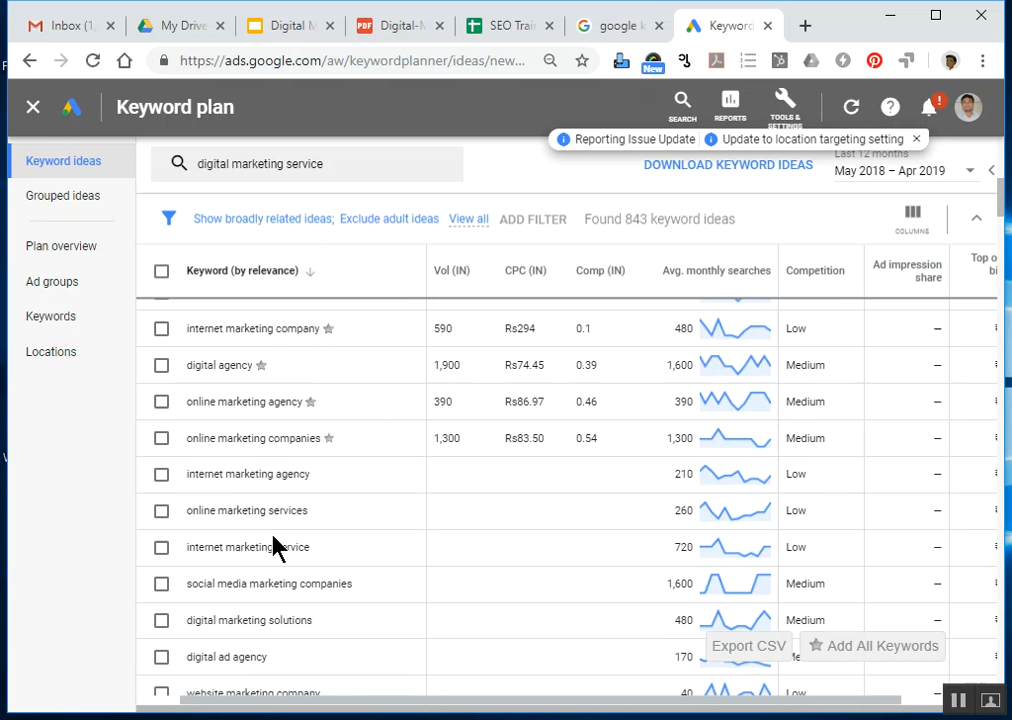 Inbox (1,
My Drive
Digital M
PDF Digital-M
SEO Trai
google k
Keyword
https://ads.google.com/aw/keywordplanner/ideas/new...
New
Keyword plan
SEARCH
REPORTS
TOOLS & SETTINGS
!
Reporting Issue Update
Update to location targeting setting
Keyword ideas
digital marketing service
DOWNLOAD KEYWORD IDEAS
Last 12 months
May 2018 – Apr 2019
Grouped ideas
Show broadly related ideas; Exclude adult ideas View all ADD FILTER Found 843 keyword ideas
COLUMNS
Plan overview
Ad groups
Keywords
Locations
Keyword (by relevance) Vol (IN) CPC (IN) Comp (IN) Avg. monthly searches Competition Ad impression share Top o
internet marketing company 590 Rs294 0.1 480 Low –
digital agency 1,900 Rs74.45 0.39 1,600 Medium –
online marketing agency 390 Rs86.97 0.46 390 Medium –
online marketing companies 1,300 Rs83.50 0.54 1,300 Medium –
internet marketing agency 210 Low –
online marketing services 260 Low –
internet marketing service 720 Low –
social media marketing companies 1,600 Medium –
digital marketing solutions 480 Medium –
Export CSV
Add All Keywords
digital ad agency 170 –
website marketing company 40 Low